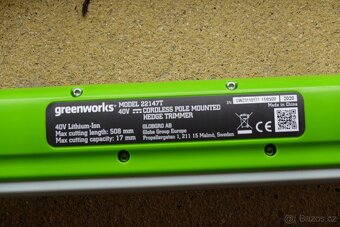 greenworks
MODEL 22147T
40V CORDLESS POLE MOUNTED
HEDGE TRIMMER
40V Lithium-Ion
Max cutting length: 508 mm
Max cutting capacity: 17 mm
GLOBGRO AB
Globe Group Europe
Propellergatan 1, 211 15 Malmö, Sweden
2020
Made in China
© Bazoš.cz